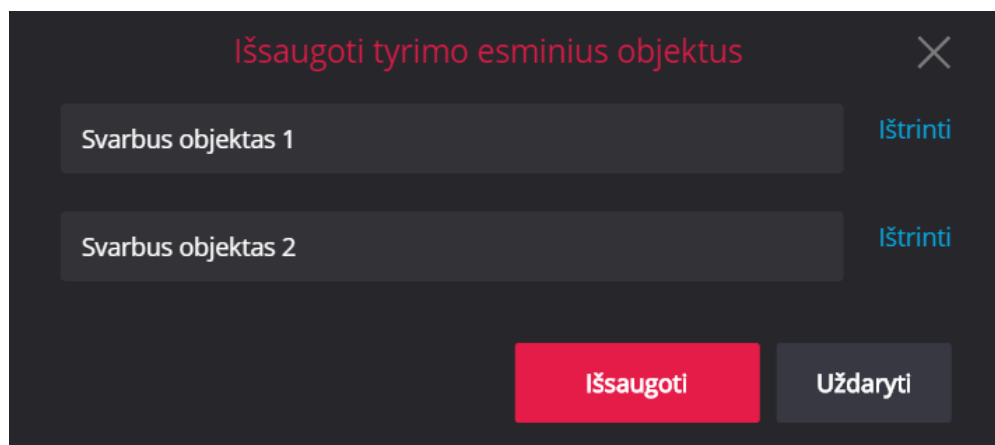 Išsaugoti tyrimo esminius objektus
Svarbus objektas 1
Ištrinti
Svarbus objektas 2
Ištrinti
Išsaugoti
Uždaryti